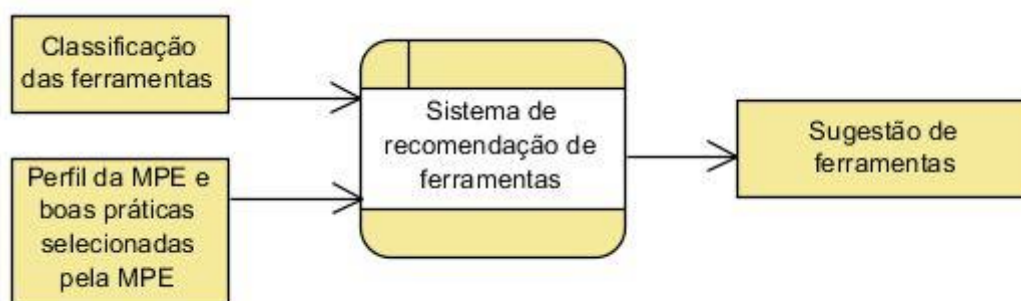 Classificação
das ferramentas
Perfil da MPE e
boas práticas
selecionadas
pela MPE
Sistema de
recomendação de
ferramentas
Sugestão de
ferramentas